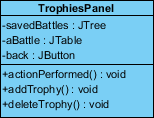 TrophiesPanel
-savedBattles : JTree
-aBattle : JTable
-back : JButton
+actionPerformed() : void
+addTrophy() : void
+deleteTrophy() : void